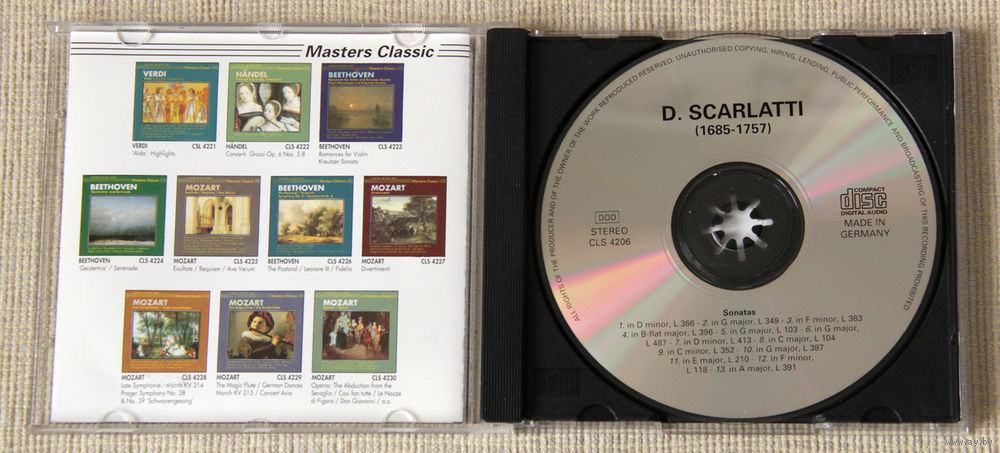 Masters Classic
VERDI
HÄNDEL
BEETHOVEN
VERDI CSL 4221
'Aida' Highlights
HÄNDEL CLS 4222
Concerti Grossi Op. 6 Nos. 5-8
BEETHOVEN CLS 4223
Romances for Violin
Kreutzer-Sonata
BEETHOVEN
MOZART
BEETHOVEN
MOZART
BEETHOVEN CLS 4224
'Geistertrio' / Serenade
MOZART CLS 4225
Exultate / Requiem / Ave Verum
BEETHOVEN CLS 4226
The Pastoral / Leonore III / Fidelio
MOZART CLS 4227
Divertimenti
MOZART
MOZART
MOZART
MOZART CLS 4228
Late Symphonie.: March KV 214
Prager Symphony No. 38
& No. 39 'Schwanengesang'
MOZART CLS 4229
The Magic Flute / German Dances
March KV 215 / Concert Aria
MOZART CLS 4230
Operas: The Abduction from the
Seraglio / Cosi fan tutte / Le Nozze
di Figaro / Don Giovanni / a.o.
ALL RIGHTS OF THE PRODUCER AND OF THE OWNER OF THE WORK REPRODUCED RESERVED. UNAUTHORISED COPYING, HIRING, LENDING, PUBLIC PERFORMANCE AND BROADCASTING OF THIS RECORDING PROHIBITED
D. SCARLATTI
(1685-1757)
DDD
STEREO
CLS 4206
COMPACT
disc
DIGITAL AUDIO
MADE IN
GERMANY
Sonatas
1. in D minor, L 366 - 2. in G major, L 349 - 3. in F minor, L 383
4. in B-flat major, L 396 - 5. in G major, L 103 - 6. in G major,
L 487 - 7. in D minor, L 413 - 8. in C major, L 104
9. in C minor, L 352 - 10. in G major, L 387
11. in E major, L 210 - 12. in F minor,
L 118 - 13. in A major, L 391
www.ay.by